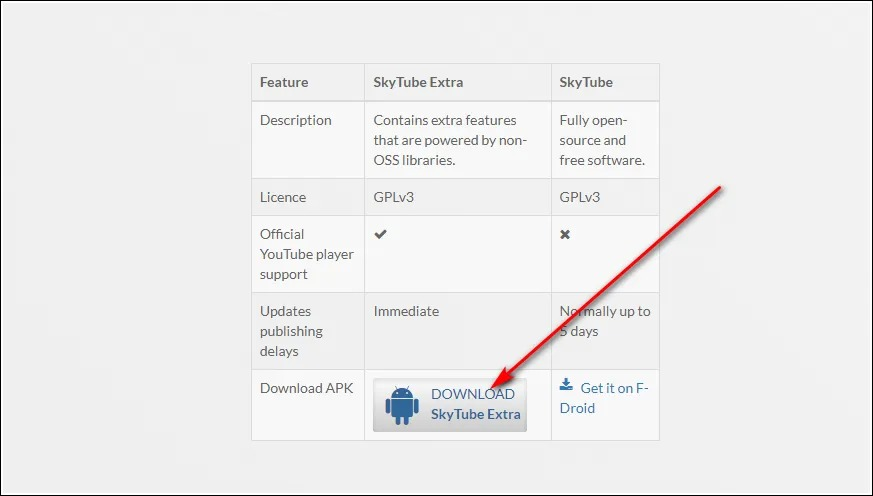 Feature SkyTube Extra SkyTube
Description Contains extra features Fully open-
that are powered by non- source and
OSS libraries. free software.
Licence GPLv3 GPLv3
Official
YouTube player
support
Updates Immediate Normally up to
publishing 5 days
delays
Download APK DOWNLOAD Get it on F-
SkyTube Extra Droid